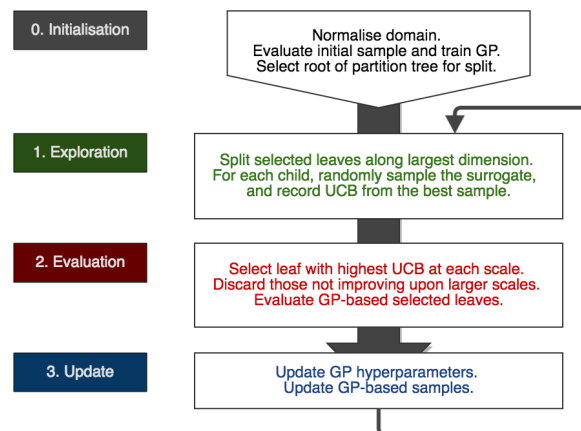 0. Initialisation
Normalise domain.
Evaluate initial sample and train GP.
Select root of partition tree for split.
1. Exploration
Split selected leaves along largest dimension.
For each child, randomly sample the surrogate,
and record UCB from the best sample.
2. Evaluation
Select leaf with highest UCB at each scale.
Discard those not improving upon larger scales.
Evaluate GP-based selected leaves.
3. Update
Update GP hyperparameters.
Update GP-based samples.